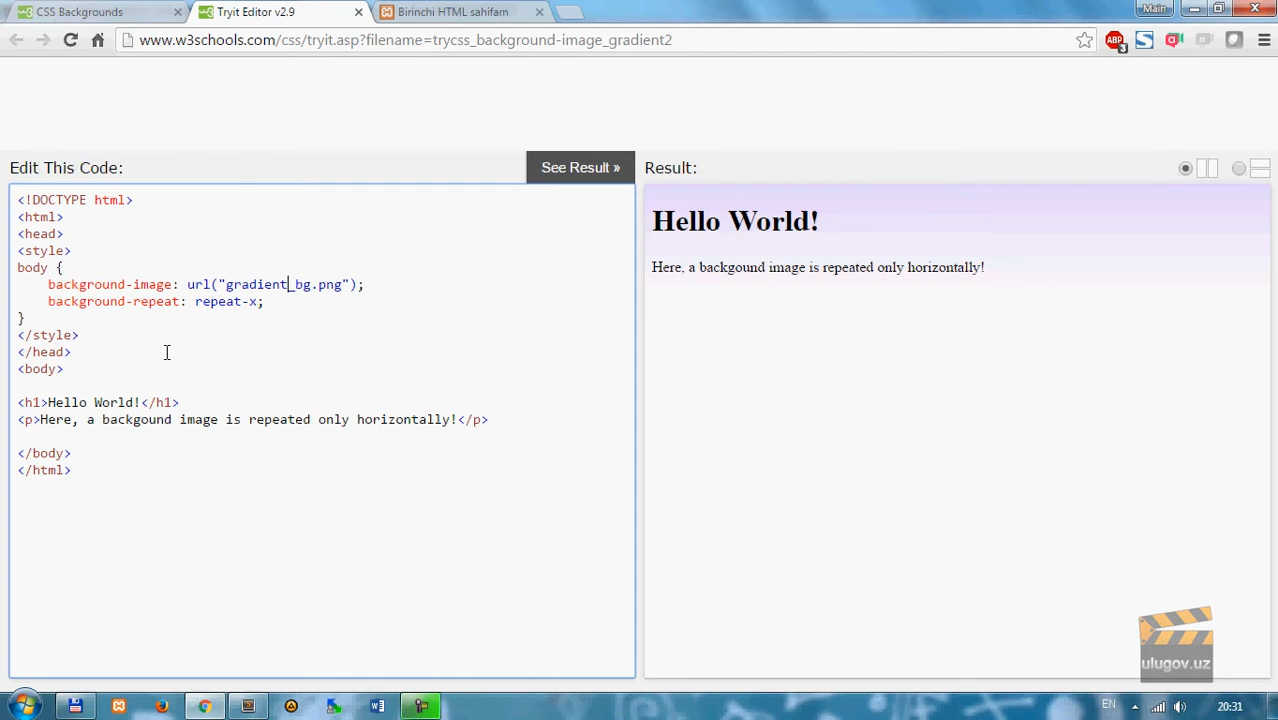 CSS Backgrounds
Tryit Editor v2.9
Birinchi HTML sahifam
Main
www.w3schools.com/css/tryit.asp?filename=trycss_background-image_gradient2
ABP
3
Edit This Code:
See Result »
Result:
<!DOCTYPE html>
<html>
<head>
<style>
body {
    background-image: url("gradient_bg.png");
    background-repeat: repeat-x;
}
</style>
</head>
<body>
<h1>Hello World!</h1>
<p>Here, a backgound image is repeated only horizontally!</p>
</body>
</html>
Hello World!
Here, a backgound image is repeated only horizontally!
ulugov.uz
EN
20:31